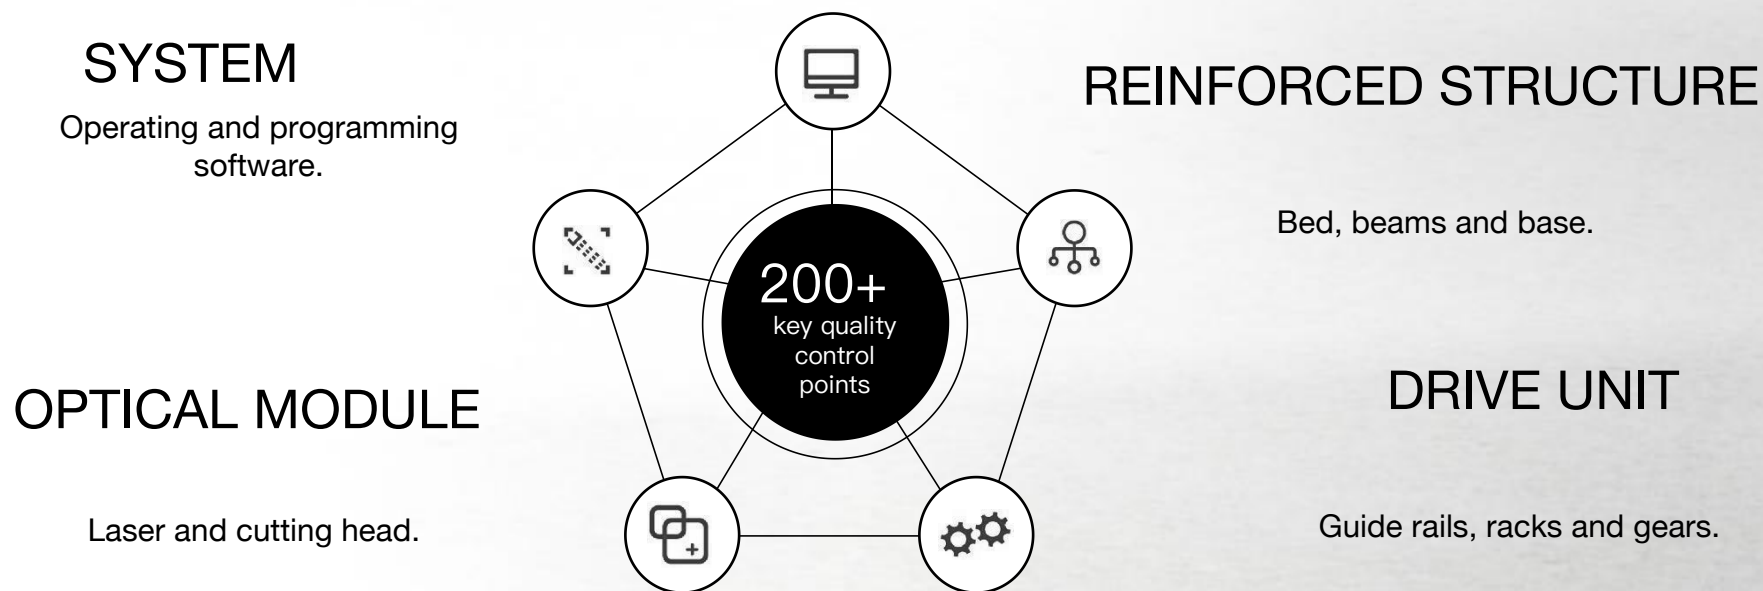 SYSTEM
Operating and programming
software.
REINFORCED STRUCTURE
Bed, beams and base.
200+
key quality
control
points
OPTICAL MODULE
Laser and cutting head.
DRIVE UNIT
Guide rails, racks and gears.